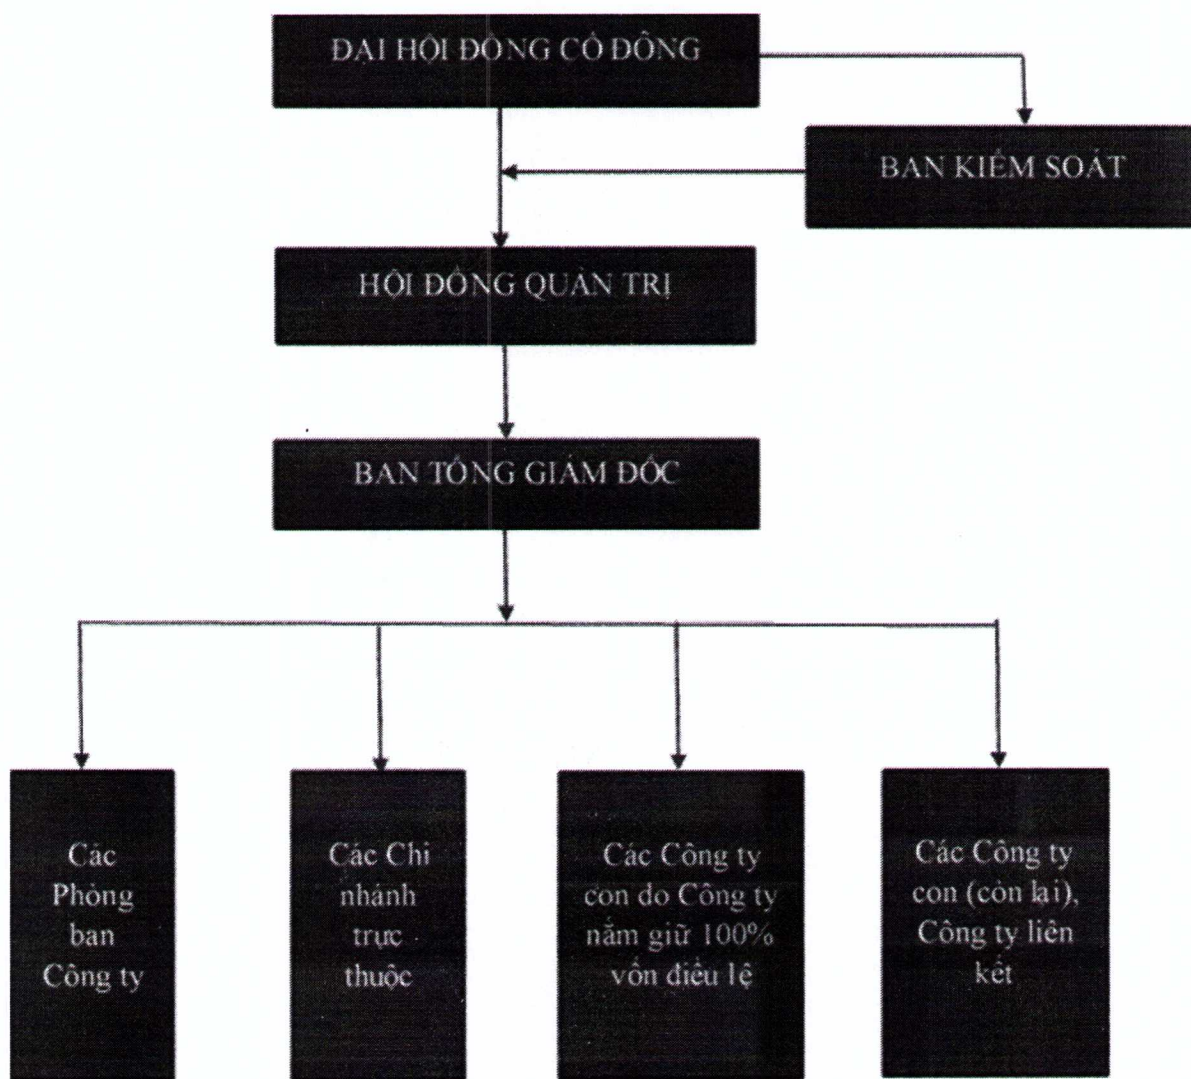 ĐẠI HỘI ĐỒNG CỔ ĐÔNG
BAN KIỂM SOÁT
HỘI ĐỒNG QUẢN TRỊ
BAN TỔNG GIÁM ĐỐC
Các
Phòng
ban
Công ty
Các Chi
nhánh
trực
thuộc
Các Công ty
con do Công ty
nắm giữ 100%
vốn điều lệ
Các Công ty
con (còn lại),
Công ty liên
kết